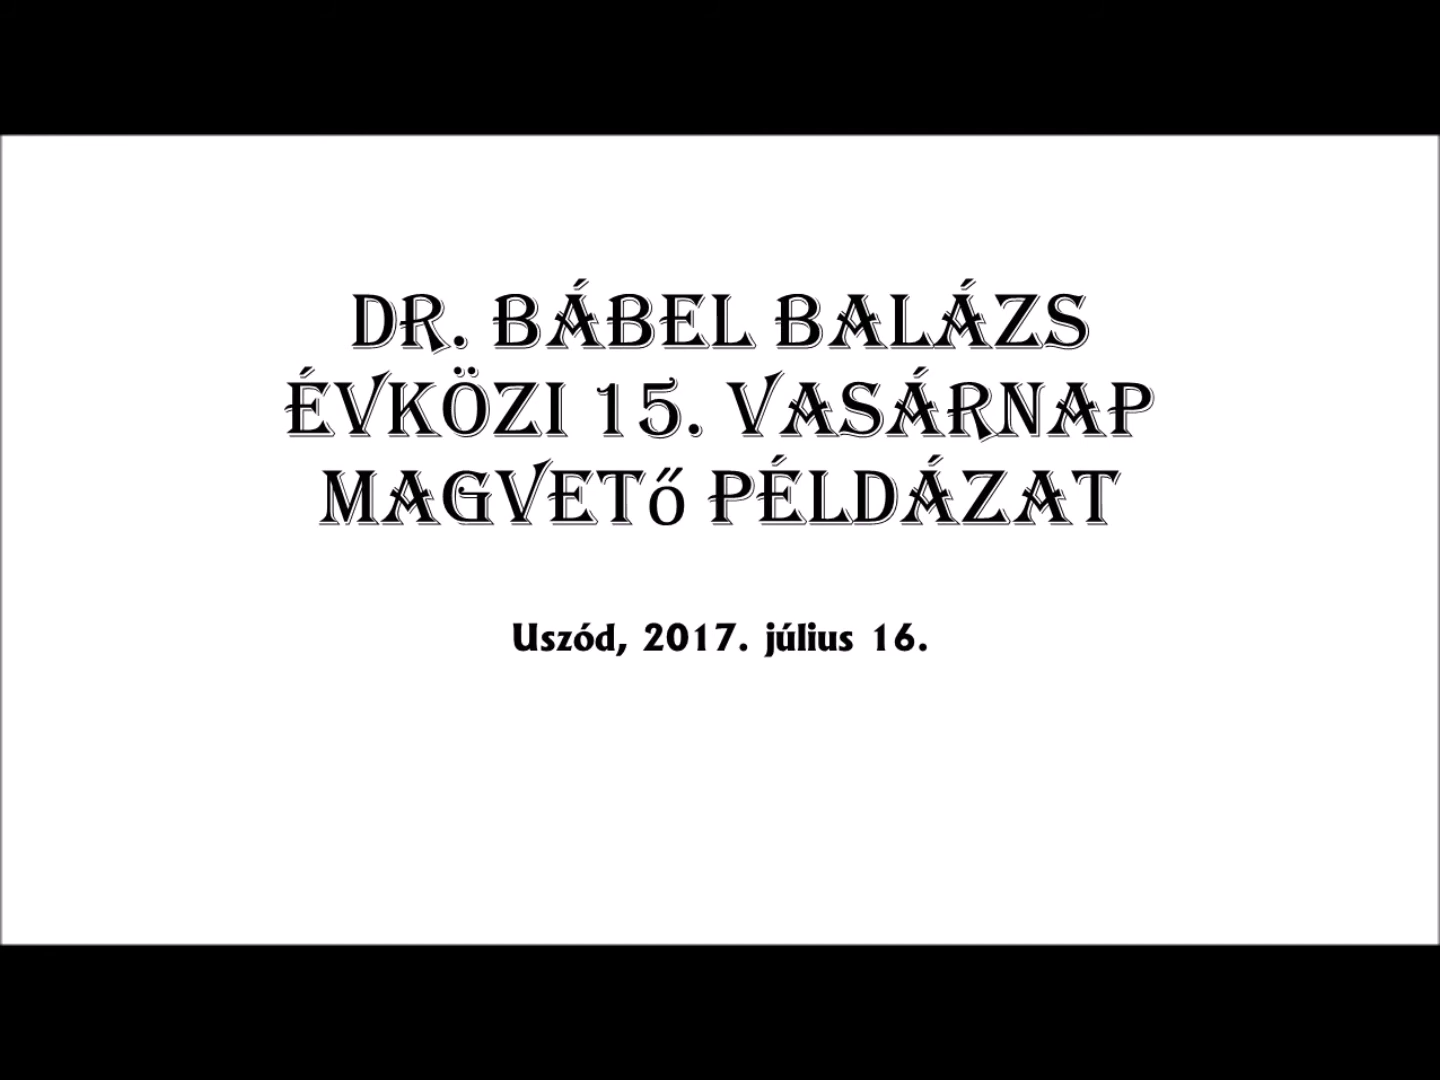 DR. BÁBEL BALÁZS
ÉVKÖZI 15. VASÁRNAP
MAGVETő PÉLDÁZAT
Uszód, 2017. július 16.